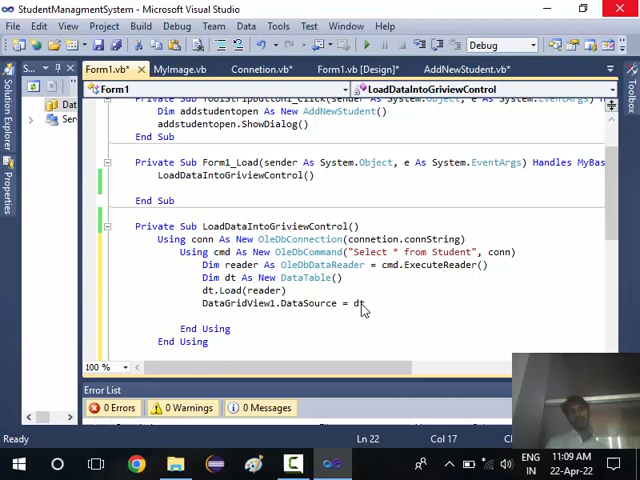 StudentManagmentSystem - Microsoft Visual Studio
File Edit View Project Build Debug Team Data Tools Test Window Help
Debug
S...
Form1.vb* MyImage.vb Connetion.vb* Form1.vb [Design]* AddNewStudent.vb*
Form1 LoadDataIntoGriviewControl
Solution Explorer
Properties
Toolbox
Dat
Ser
Dim addstudentopen As New AddNewStudent()
addstudentopen.ShowDialog()
End Sub
Private Sub Form1_Load(sender As System.Object, e As System.EventArgs) Handles MyBas
LoadDataIntoGriviewControl()
End Sub
Private Sub LoadDataIntoGriviewControl()
Using conn As New OleDbConnection(connetion.connString)
Using cmd As New OleDbCommand("Select * from Student", conn)
Dim reader As OleDbDataReader = cmd.ExecuteReader()
Dim dt As New DataTable()
dt.Load(reader)
DataGridView1.DataSource = dt
End Using
End Using
100 %
Error List
0 Errors 0 Warnings 0 Messages
Ready Ln 22 Col 17
ENG
IN
11:09 AM
22-Apr-22